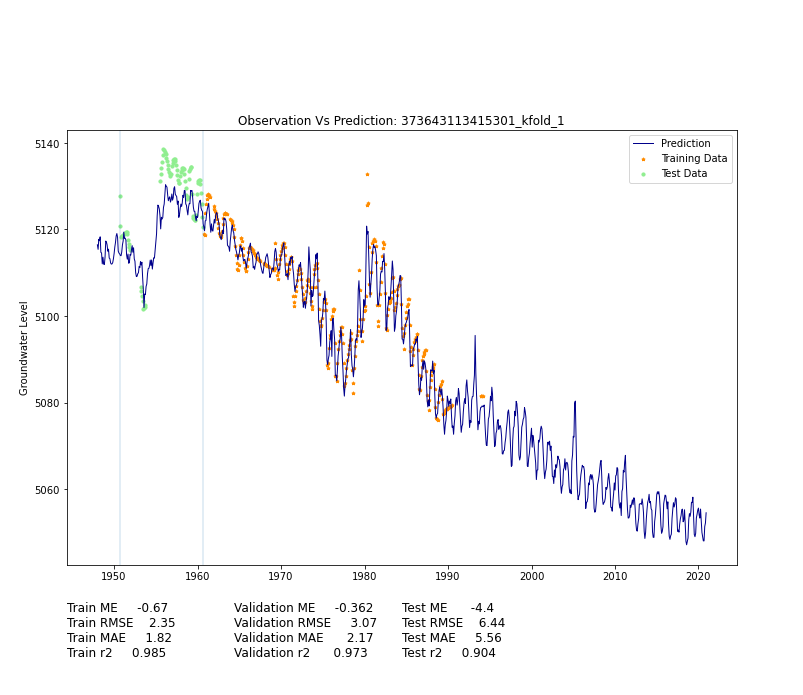 Observation Vs Prediction: 373643113415301_kfold_1
Prediction
Training Data
Test Data
Groundwater Level
5140
5120
5100
5080
5060
1950 1960 1970 1980 1990 2000 2010 2020
Train ME -0.67 Validation ME -0.362 Test ME -4.4
Train RMSE 2.35 Validation RMSE 3.07 Test RMSE 6.44
Train MAE 1.82 Validation MAE 2.17 Test MAE 5.56
Train r2 0.985 Validation r2 0.973 Test r2 0.904